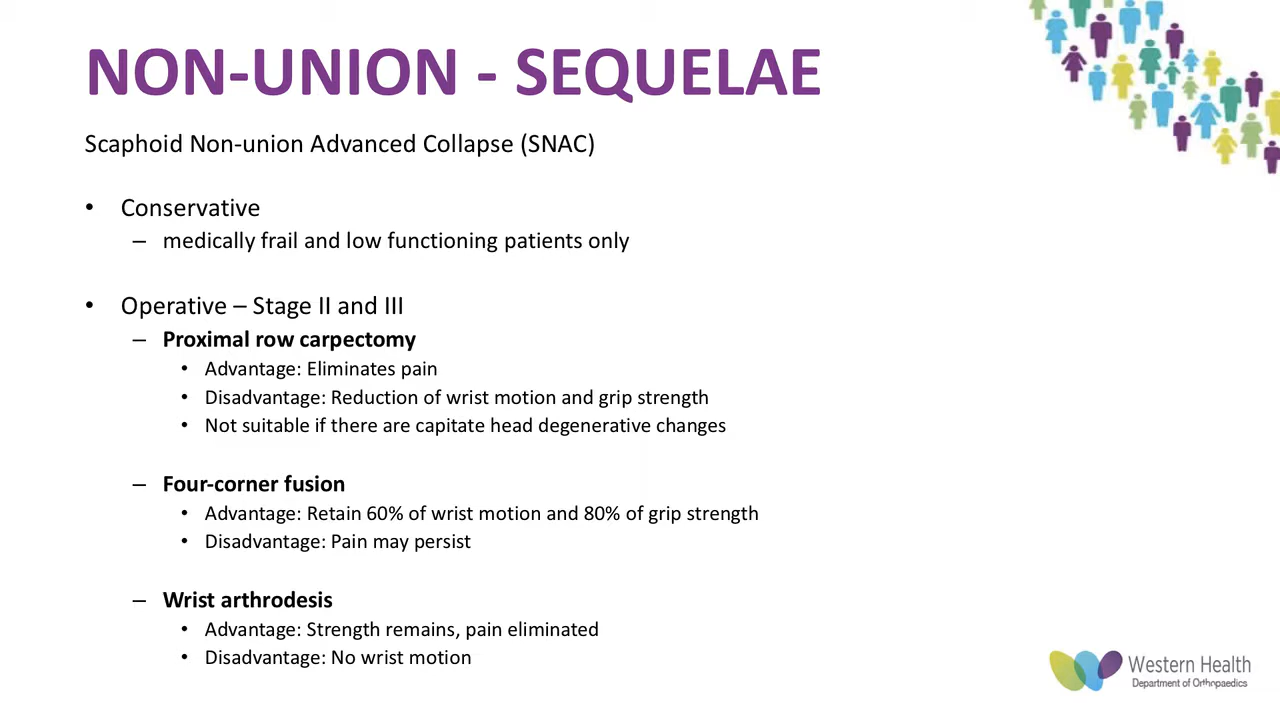 NON-UNION - SEQUELAE
Scaphoid Non-union Advanced Collapse (SNAC)
• Conservative
– medically frail and low functioning patients only
• Operative – Stage II and III
– Proximal row carpectomy
• Advantage: Eliminates pain
• Disadvantage: Reduction of wrist motion and grip strength
• Not suitable if there are capitate head degenerative changes
– Four-corner fusion
• Advantage: Retain 60% of wrist motion and 80% of grip strength
• Disadvantage: Pain may persist
– Wrist arthrodesis
• Advantage: Strength remains, pain eliminated
• Disadvantage: No wrist motion
Western Health
Department of Orthopaedics